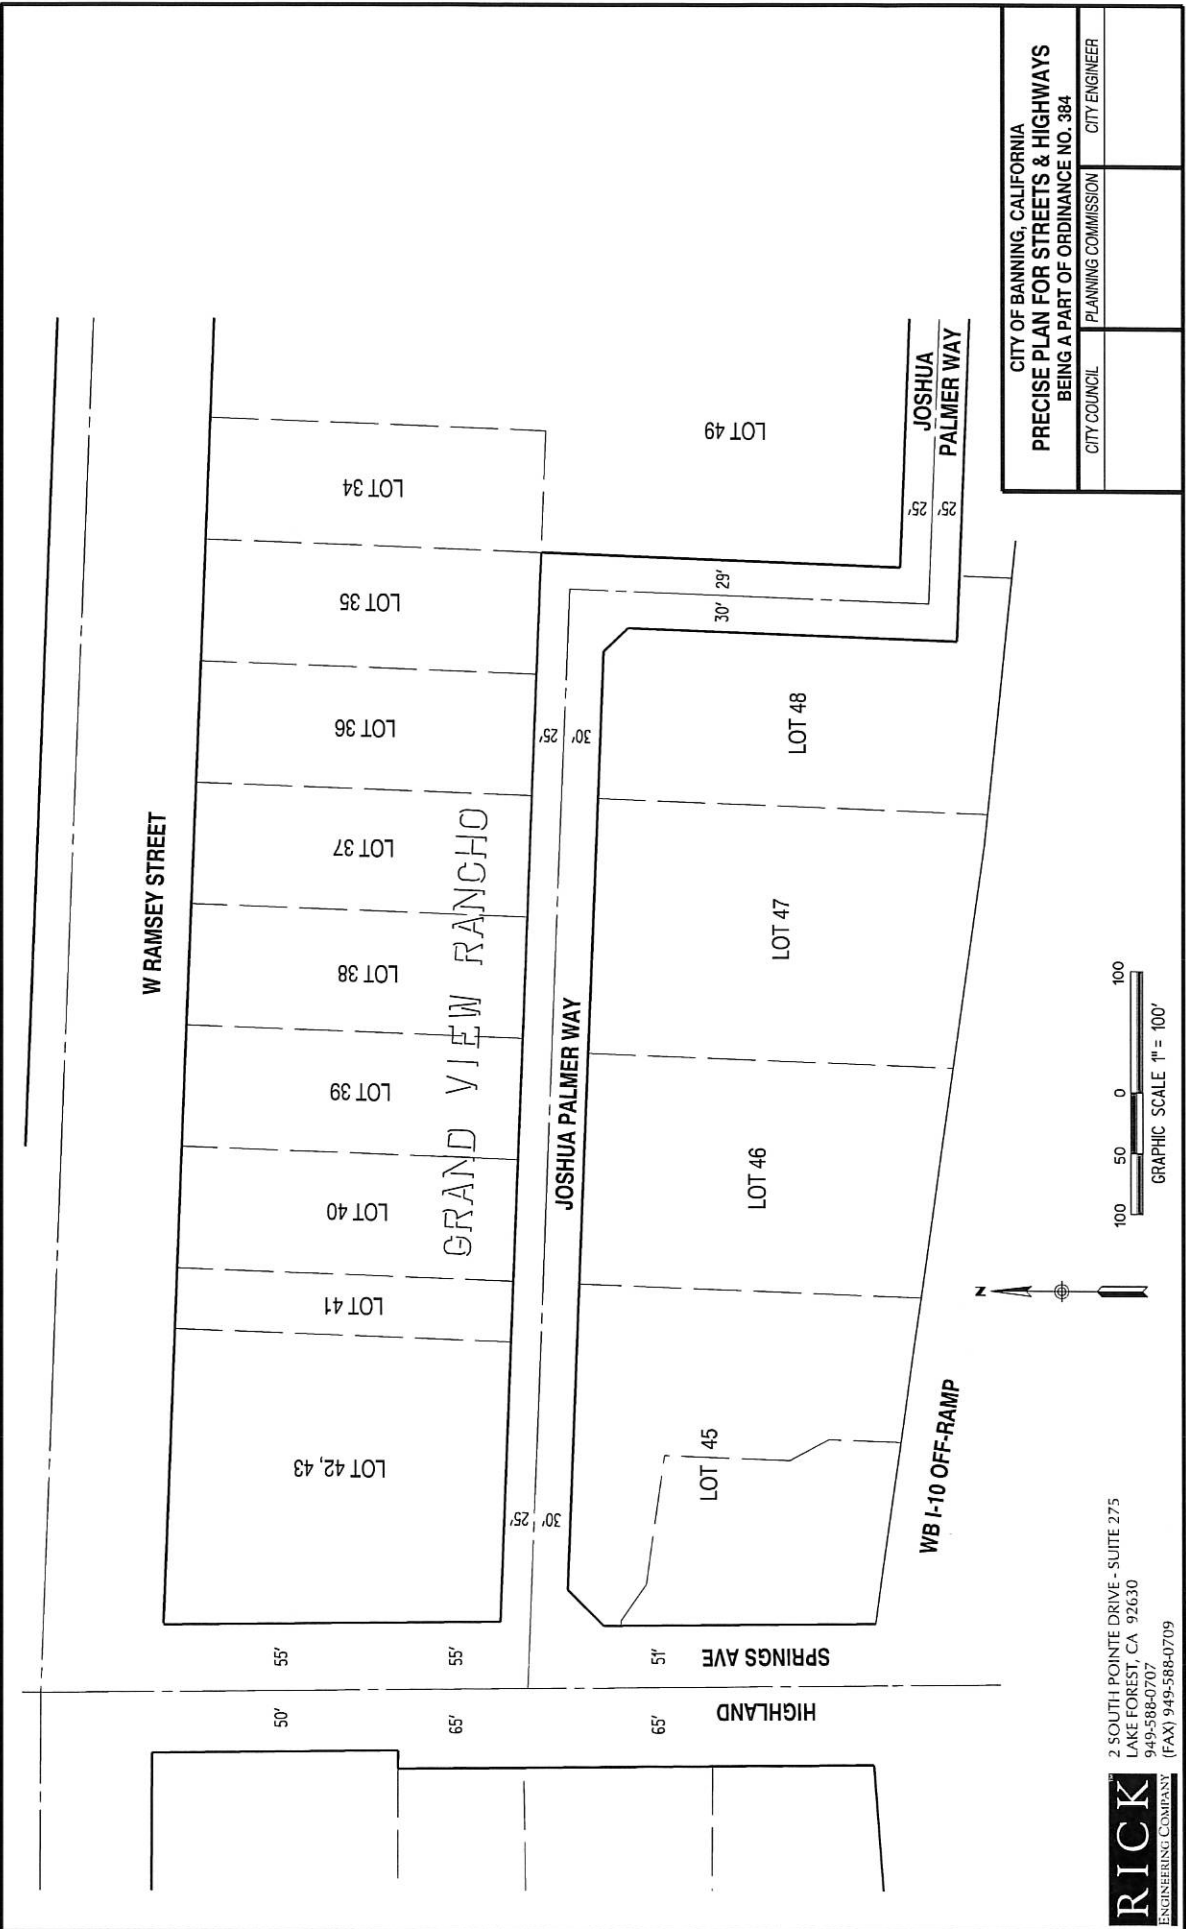 W RAMSEY STREET
LOT 42, 43
LOT 41
LOT 40
LOT 39
LOT 38
LOT 37
LOT 36
LOT 35
LOT 34
GRAND VIEW RANCHO
LOT 49
25'
30'
JOSHUA PALMER WAY
25'
30'
30'
29'
25'
25'
JOSHUA
PALMER WAY
LOT 45
LOT 46
LOT 47
LOT 48
50'
55'
65'
55'
65'
51'
HIGHLAND
SPRINGS AVE
WB I-10 OFF-RAMP
N
100
50
0
100
GRAPHIC SCALE 1" = 100'
RICK
ENGINEERING COMPANY
2 SOUTH POINTE DRIVE - SUITE 275
LAKE FOREST, CA 92630
949-588-0707
(FAX) 949-588-0709
CITY OF BANNING, CALIFORNIA
PRECISE PLAN FOR STREETS & HIGHWAYS
BEING A PART OF ORDINANCE NO. 384
CITY COUNCIL
PLANNING COMMISSION
CITY ENGINEER